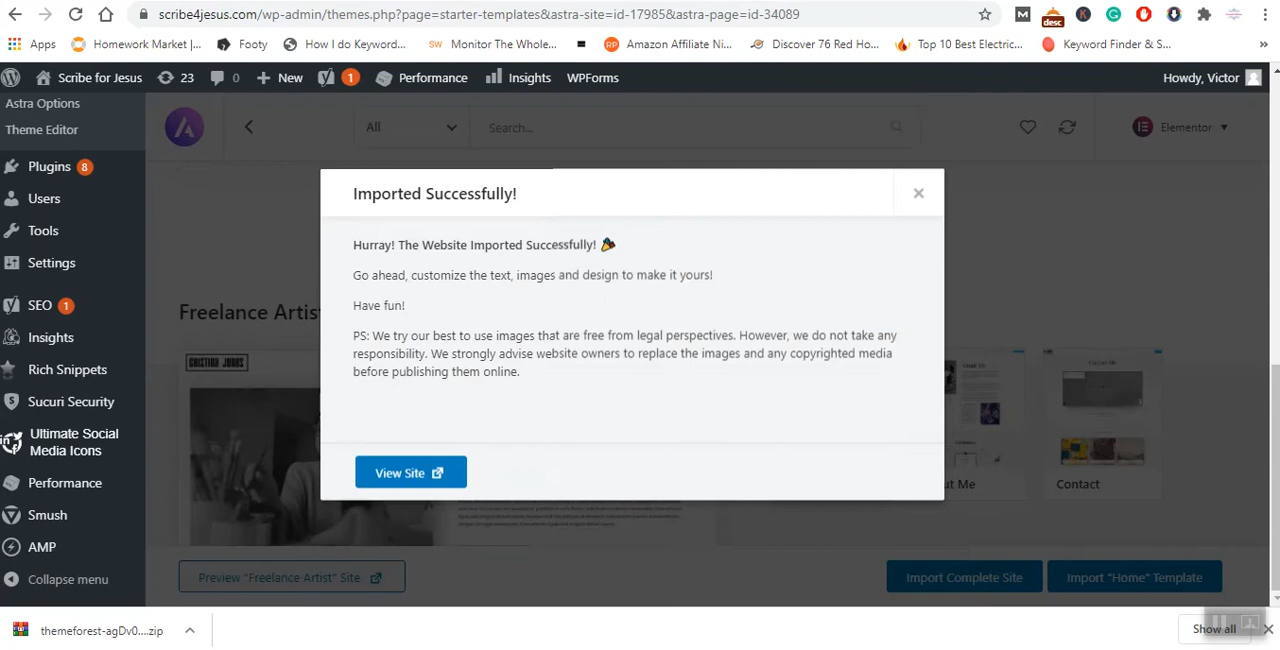 scribe4jesus.com/wp-admin/themes.php?page=starter-templates&astra-site=id-17985&astra-page=id-34089
Apps Homework Market |... Footy How I do Keyword... SW Monitor The Whole... RP Amazon Affiliate Ni... Discover 76 Red Ho... Top 10 Best Electric... Keyword Finder & S... »
Scribe for Jesus 23 0 New 1 Performance Insights WPForms Howdy, Victor
Astra Options
Theme Editor
All Search... Elementor
Plugins 8
Users
Tools
Settings
SEO 1
Insights
Rich Snippets
Sucuri Security
Ultimate Social
Media Icons
Performance
Smush
AMP
Collapse menu
Imported Successfully!
Hurray! The Website Imported Successfully!
Go ahead, customize the text, images and design to make it yours!
Have fun!
PS: We try our best to use images that are free from legal perspectives. However, we do not take any
responsibility. We strongly advise website owners to replace the images and any copyrighted media
before publishing them online.
View Site
Freelance Artis
CRISTINA JONES
ut Me
Contact
Preview "Freelance Artist" Site
Import Complete Site
Import "Home" Template
themeforest-agDv0....zip
Show all